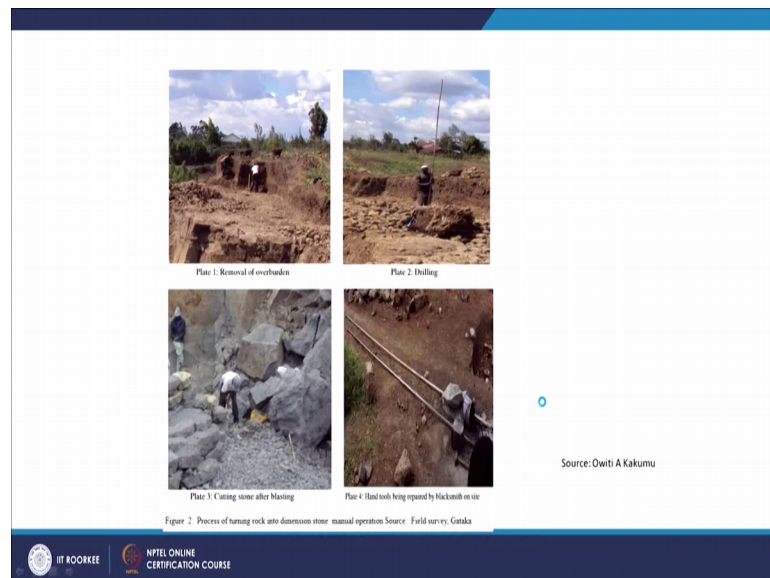 Plate 1: Removal of overburden
Plate 2: Drilling
Plate 3: Cutting stone after blasting
Plate 4: Hand tools being repaired by blacksmith on site
Figure 2. Process of turning rock into dimension stone manual operation Source Field survey, Gataka
Source: Owiti A Kakumu
IIT ROORKEE
NPTEL ONLINE
CERTIFICATION COURSE